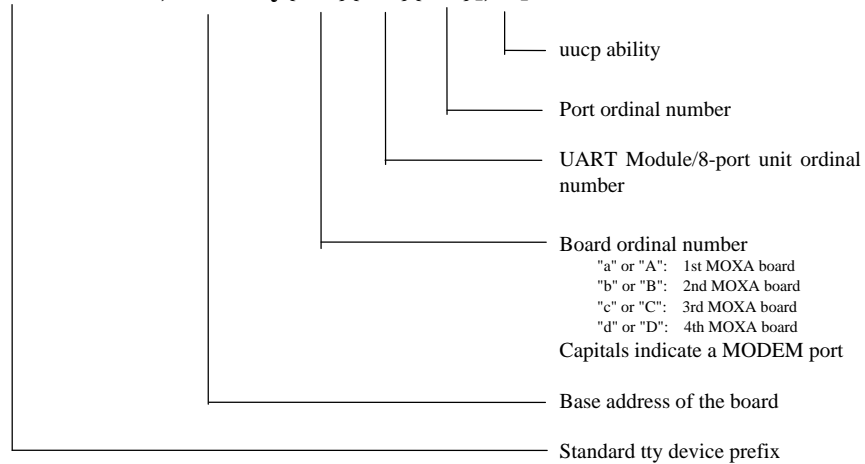 uucp ability
Port ordinal number
UART Module/8-port unit ordinal
number
Board ordinal number
"a" or "A": 1st MOXA board
"b" or "B": 2nd MOXA board
"c" or "C": 3rd MOXA board
"d" or "D": 4th MOXA board
Capitals indicate a MODEM port
Base address of the board
Standard tty device prefix